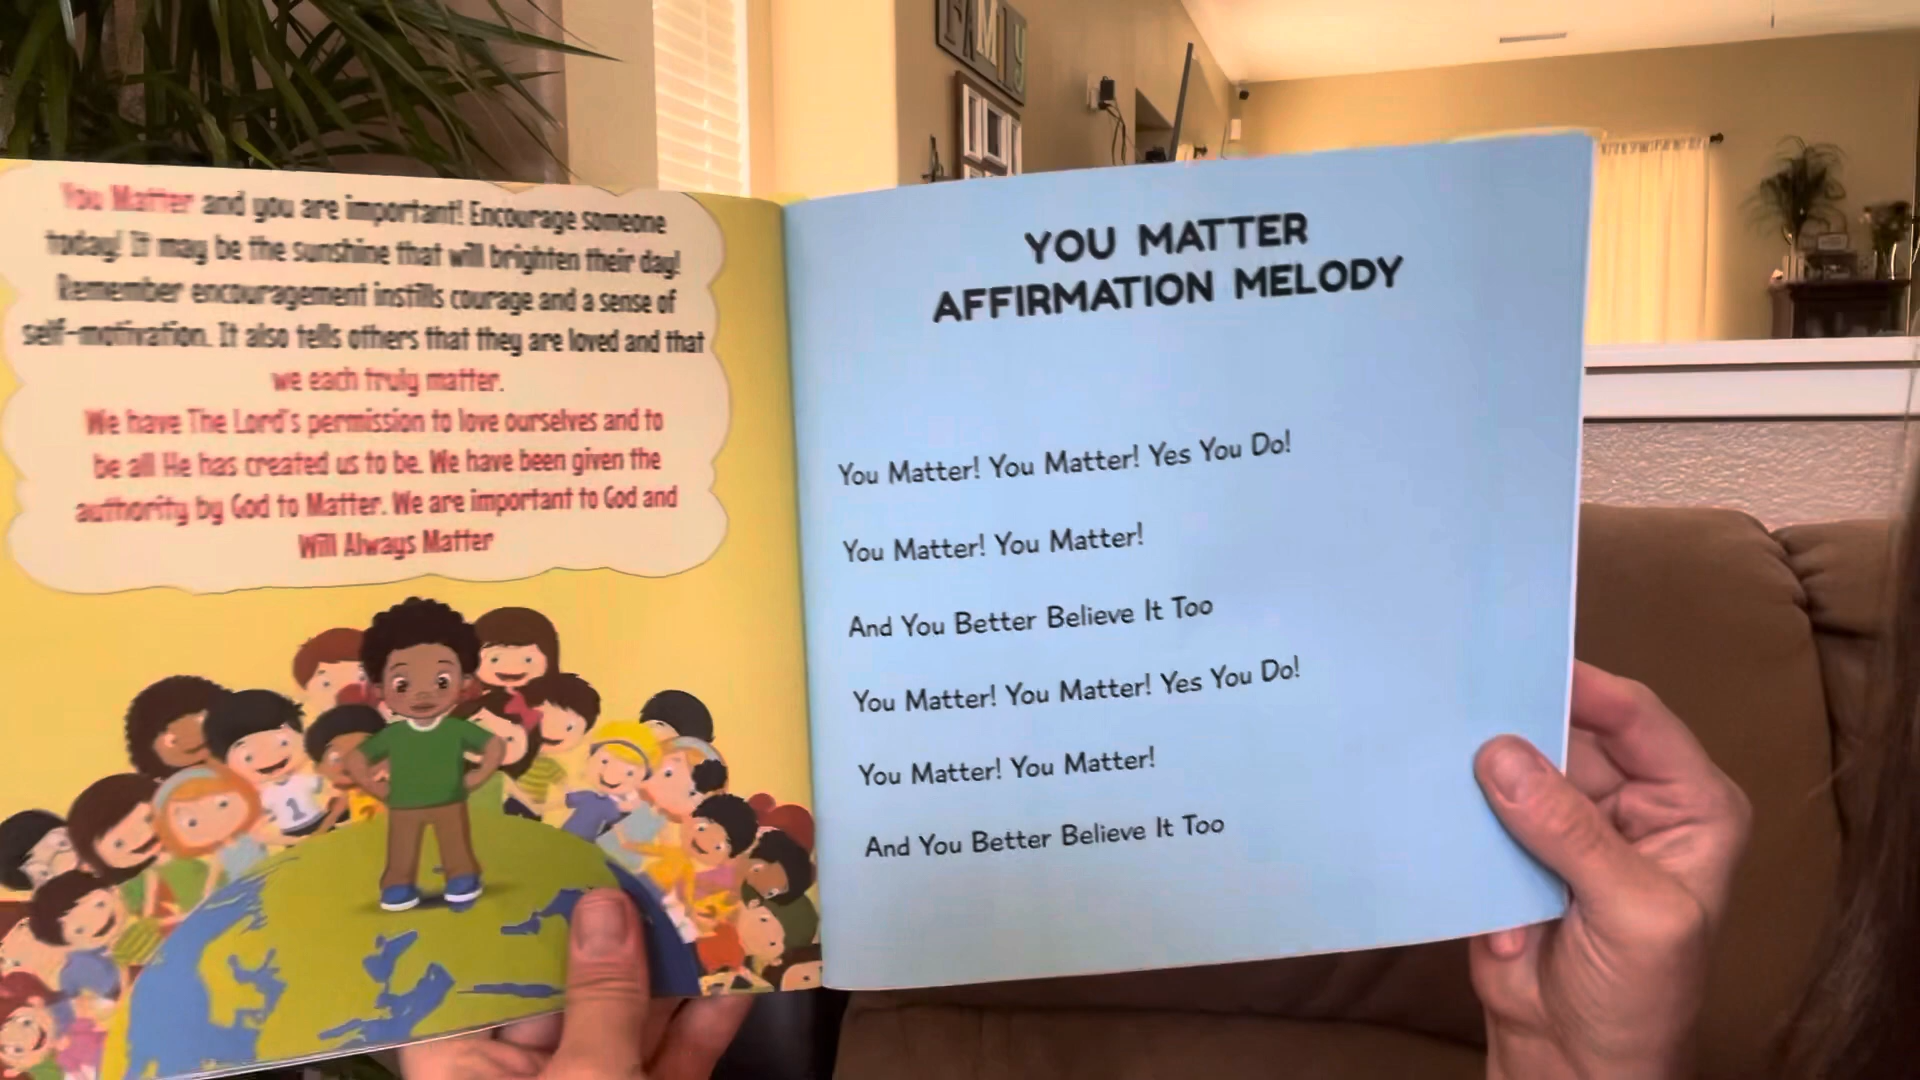 FAMILY
You Matter and you are important! Encourage someone
today! It may be the sunshine that will brighten their day!
Remember encouragement instills courage and a sense of
self-motivation. It also tells others that they are loved and that
we each truly matter.
We have The Lord's permission to love ourselves and to
be all He has created us to be. We have been given the
authority by God to Matter. We are important to God and
Will Always Matter
1
YOU MATTER
AFFIRMATION MELODY
You Matter! You Matter! Yes You Do!
You Matter! You Matter!
And You Better Believe It Too
You Matter! You Matter! Yes You Do!
You Matter! You Matter!
And You Better Believe It Too